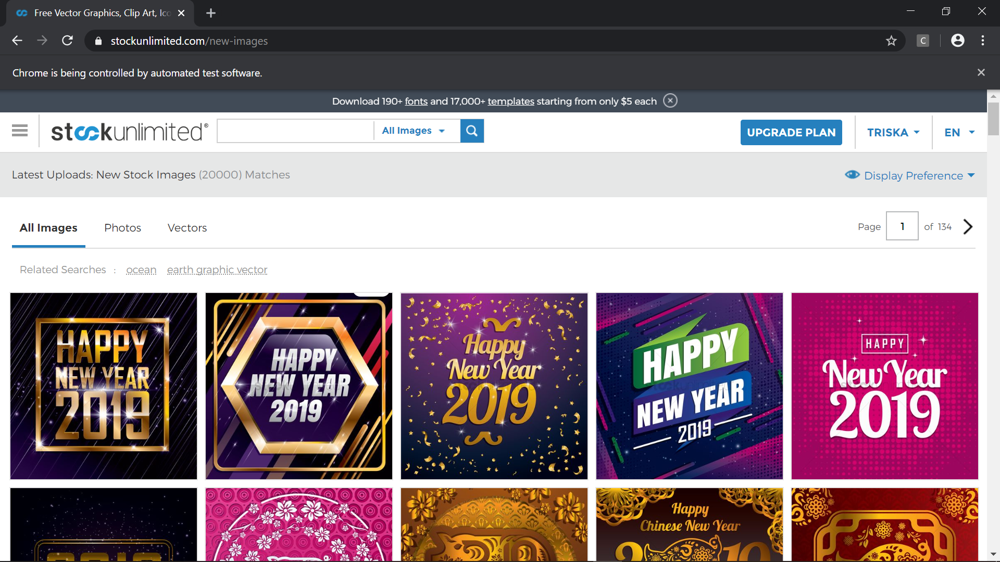 Free Vector Graphics, Clip Art, Ico
stockunlimited.com/new-images
C
Chrome is being controlled by automated test software.
Download 190+ fonts and 17,000+ templates starting from only $5 each
stockunlimited®
All Images
UPGRADE PLAN
TRISKA
EN
Latest Uploads: New Stock Images (20000) Matches
Display Preference
All Images
Photos
Vectors
Page 1 of 134
Related Searches : ocean earth graphic vector
HAPPY
NEW YEAR
2019
HAPPY
NEW YEAR
2019
Happy
New Year
2019
HAPPY
NEW YEAR
2019
HAPPY
New Year
2019
Happy
Chinese New Year